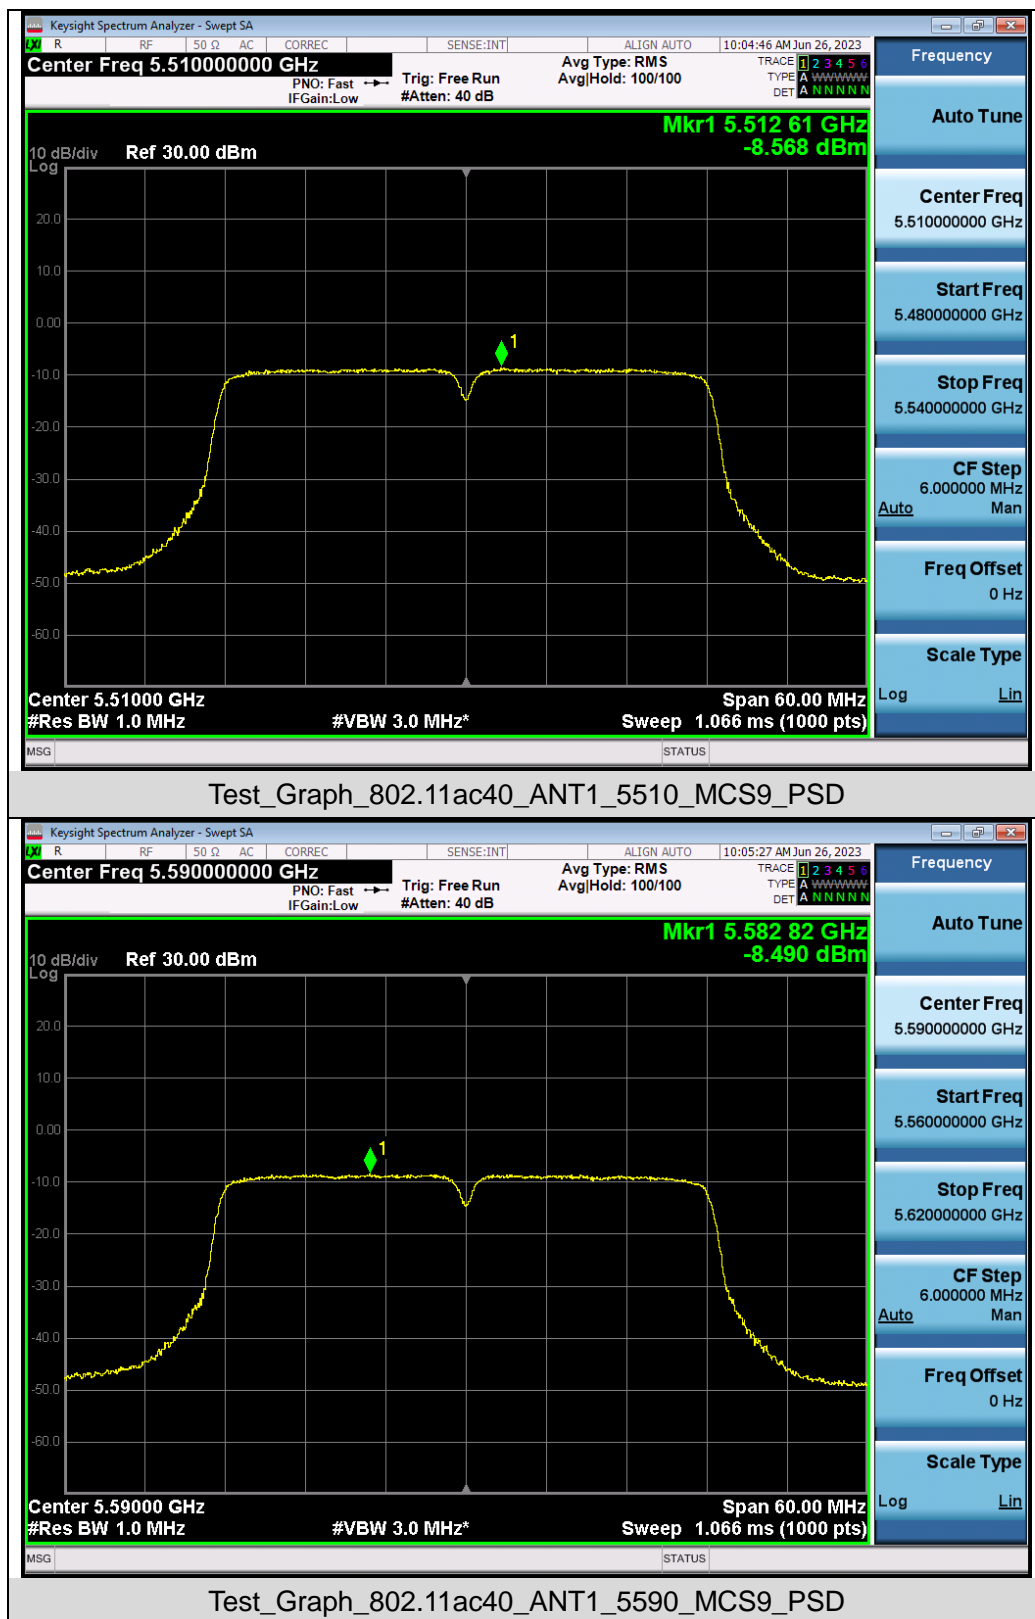 Keysight Spectrum Analyzer - Swept SA
LXI R RF 50 Ω AC CORREC SENSE:INT ALIGN AUTO 10:04:46 AM Jun 26, 2023
Center Freq 5.510000000 GHz
PNO: Fast
IFGain:Low
Trig: Free Run
#Atten: 40 dB
Avg Type: RMS
Avg|Hold: 100/100
TRACE 1 2 3 4 5 6
TYPE A WWWWW
DET A N N N N N
Mkr1 5.512 61 GHz
-8.568 dBm
10 dB/div Ref 30.00 dBm
Log
20.0
10.0
0.00
-10.0
-20.0
-30.0
-40.0
-50.0
-60.0
1
Center 5.51000 GHz Span 60.00 MHz
#Res BW 1.0 MHz #VBW 3.0 MHz* Sweep 1.066 ms (1000 pts)
MSG STATUS
Frequency
Auto Tune
Center Freq
5.510000000 GHz
Start Freq
5.480000000 GHz
Stop Freq
5.540000000 GHz
CF Step
6.000000 MHz
Auto Man
Freq Offset
0 Hz
Scale Type
Log Lin
Test_Graph_802.11ac40_ANT1_5510_MCS9_PSD
Keysight Spectrum Analyzer - Swept SA
LXI R RF 50 Ω AC CORREC SENSE:INT ALIGN AUTO 10:05:27 AM Jun 26, 2023
Center Freq 5.590000000 GHz
PNO: Fast
IFGain:Low
Trig: Free Run
#Atten: 40 dB
Avg Type: RMS
Avg|Hold: 100/100
TRACE 1 2 3 4 5 6
TYPE A WWWWW
DET A N N N N N
Mkr1 5.582 82 GHz
-8.490 dBm
10 dB/div Ref 30.00 dBm
Log
20.0
10.0
0.00
-10.0
-20.0
-30.0
-40.0
-50.0
-60.0
1
Center 5.59000 GHz Span 60.00 MHz
#Res BW 1.0 MHz #VBW 3.0 MHz* Sweep 1.066 ms (1000 pts)
MSG STATUS
Frequency
Auto Tune
Center Freq
5.590000000 GHz
Start Freq
5.560000000 GHz
Stop Freq
5.620000000 GHz
CF Step
6.000000 MHz
Auto Man
Freq Offset
0 Hz
Scale Type
Log Lin
Test_Graph_802.11ac40_ANT1_5590_MCS9_PSD